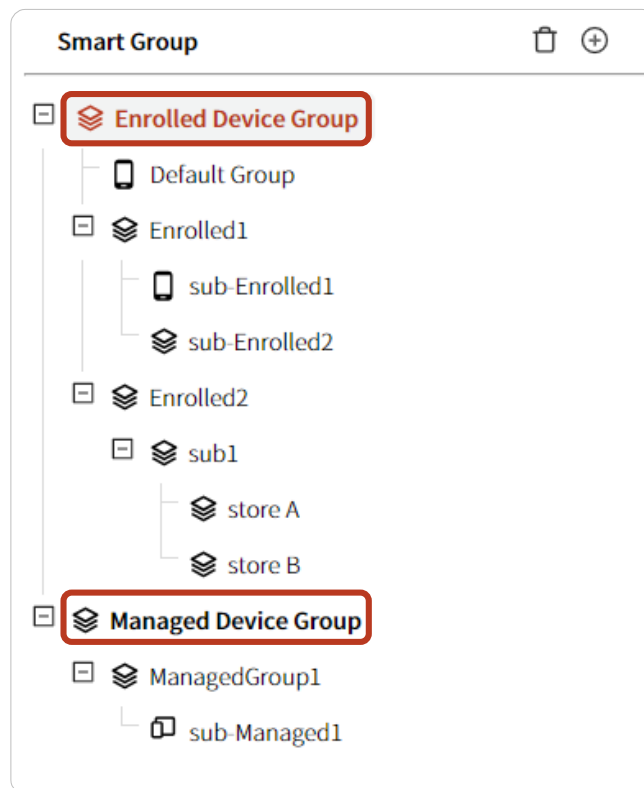 Smart Group
Enrolled Device Group
Default Group
Enrolled1
sub-Enrolled1
sub-Enrolled2
Enrolled2
sub1
store A
store B
Managed Device Group
ManagedGroup1
sub-Managed1